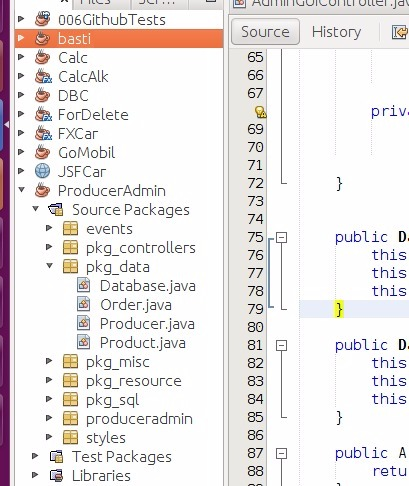 Files
Ser...
AdminGUIController.j
006GithubTests
basti
Calc
CalcAlk
DBC
ForDelete
FXCar
GoMobil
JSFCar
ProducerAdmin
Source Packages
events
pkg_controllers
pkg_data
Database.java
Order.java
Producer.java
Product.java
pkg_misc
pkg_resource
pkg_sql
produceradmin
styles
Test Packages
Libraries
Source
History
65
66
67
priva
69
70
71
72 }
73
74
75 public Da
76 this
77 this
78 this
79 }
80
81 public Da
82 this
83 this
84 this
85 }
86
87 public A
88 retu
89 }